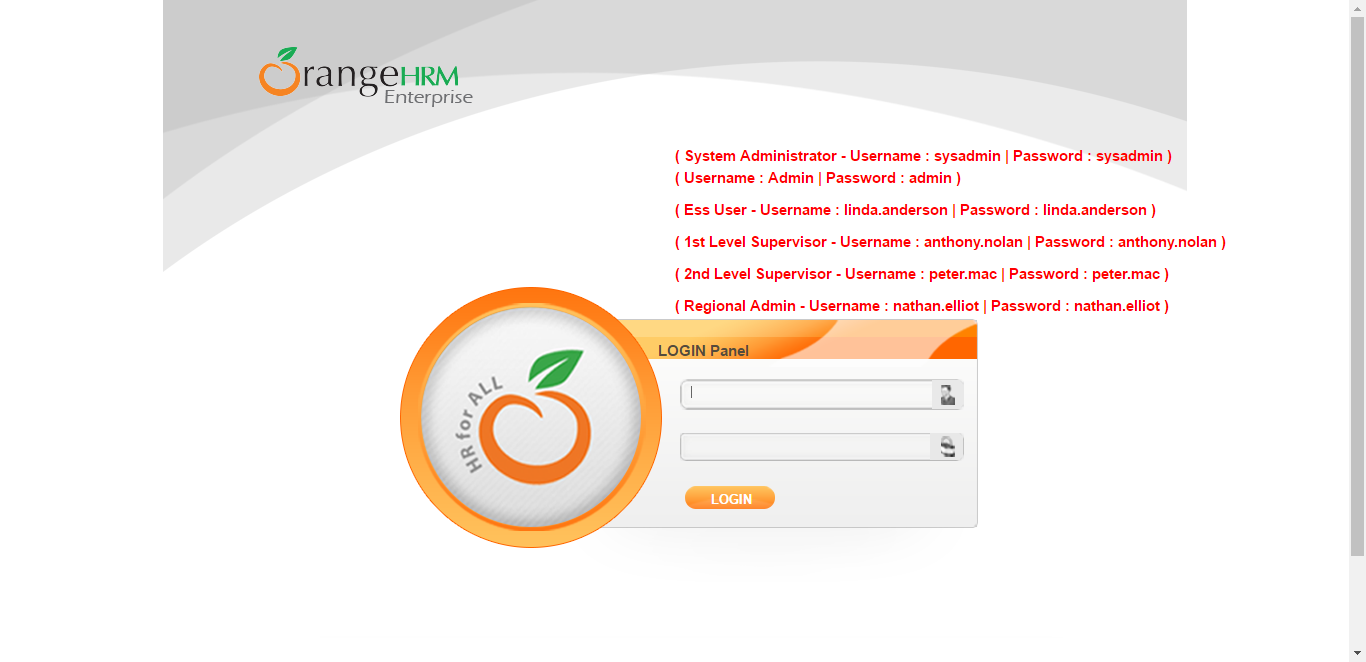 OrangeHRM
Enterprise
( System Administrator - Username : sysadmin | Password : sysadmin )
( Username : Admin | Password : admin )
( Ess User - Username : linda.anderson | Password : linda.anderson )
( 1st Level Supervisor - Username : anthony.nolan | Password : anthony.nolan )
( 2nd Level Supervisor - Username : peter.mac | Password : peter.mac )
( Regional Admin - Username : nathan.elliot | Password : nathan.elliot )
LOGIN Panel
HR for ALL
LOGIN